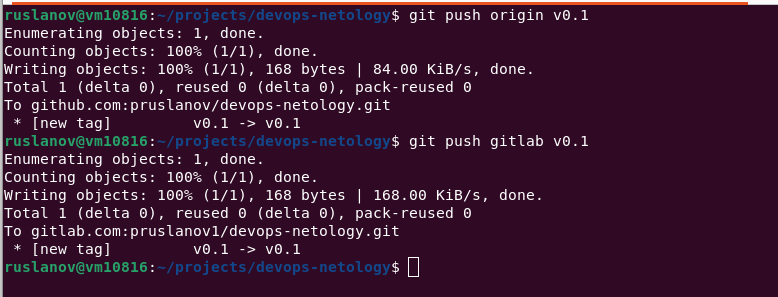 ruslanov@vm10816:~/projects/devops-netology$ git push origin v0.1
Enumerating objects: 1, done.
Counting objects: 100% (1/1), done.
Writing objects: 100% (1/1), 168 bytes | 84.00 KiB/s, done.
Total 1 (delta 0), reused 0 (delta 0), pack-reused 0
To github.com:pruslanov/devops-netology.git
 * [new tag]         v0.1 -> v0.1
ruslanov@vm10816:~/projects/devops-netology$ git push gitlab v0.1
Enumerating objects: 1, done.
Counting objects: 100% (1/1), done.
Writing objects: 100% (1/1), 168 bytes | 168.00 KiB/s, done.
Total 1 (delta 0), reused 0 (delta 0), pack-reused 0
To gitlab.com:pruslanov1/devops-netology.git
 * [new tag]         v0.1 -> v0.1
ruslanov@vm10816:~/projects/devops-netology$